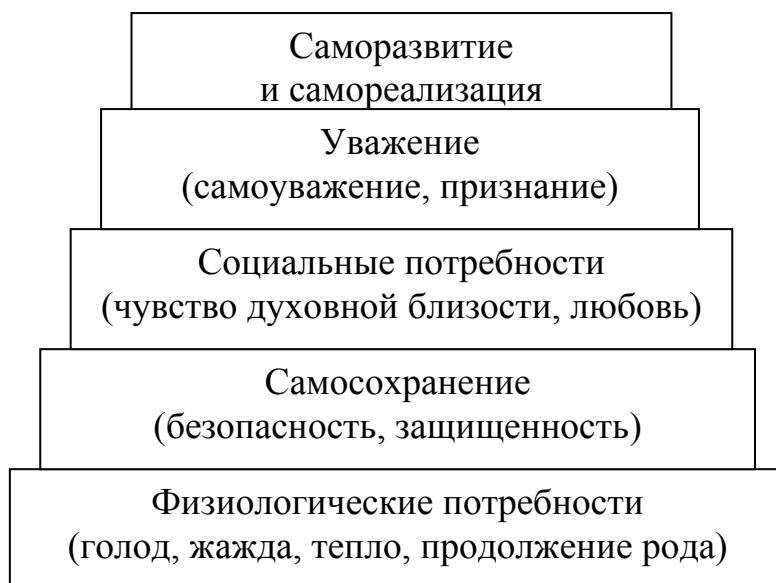 Саморазвитие
и самореализация
Уважение
(самоуважение, признание)
Социальные потребности
(чувство духовной близости, любовь)
Самосохранение
(безопасность, защищенность)
Физиологические потребности
(голод, жажда, тепло, продолжение рода)